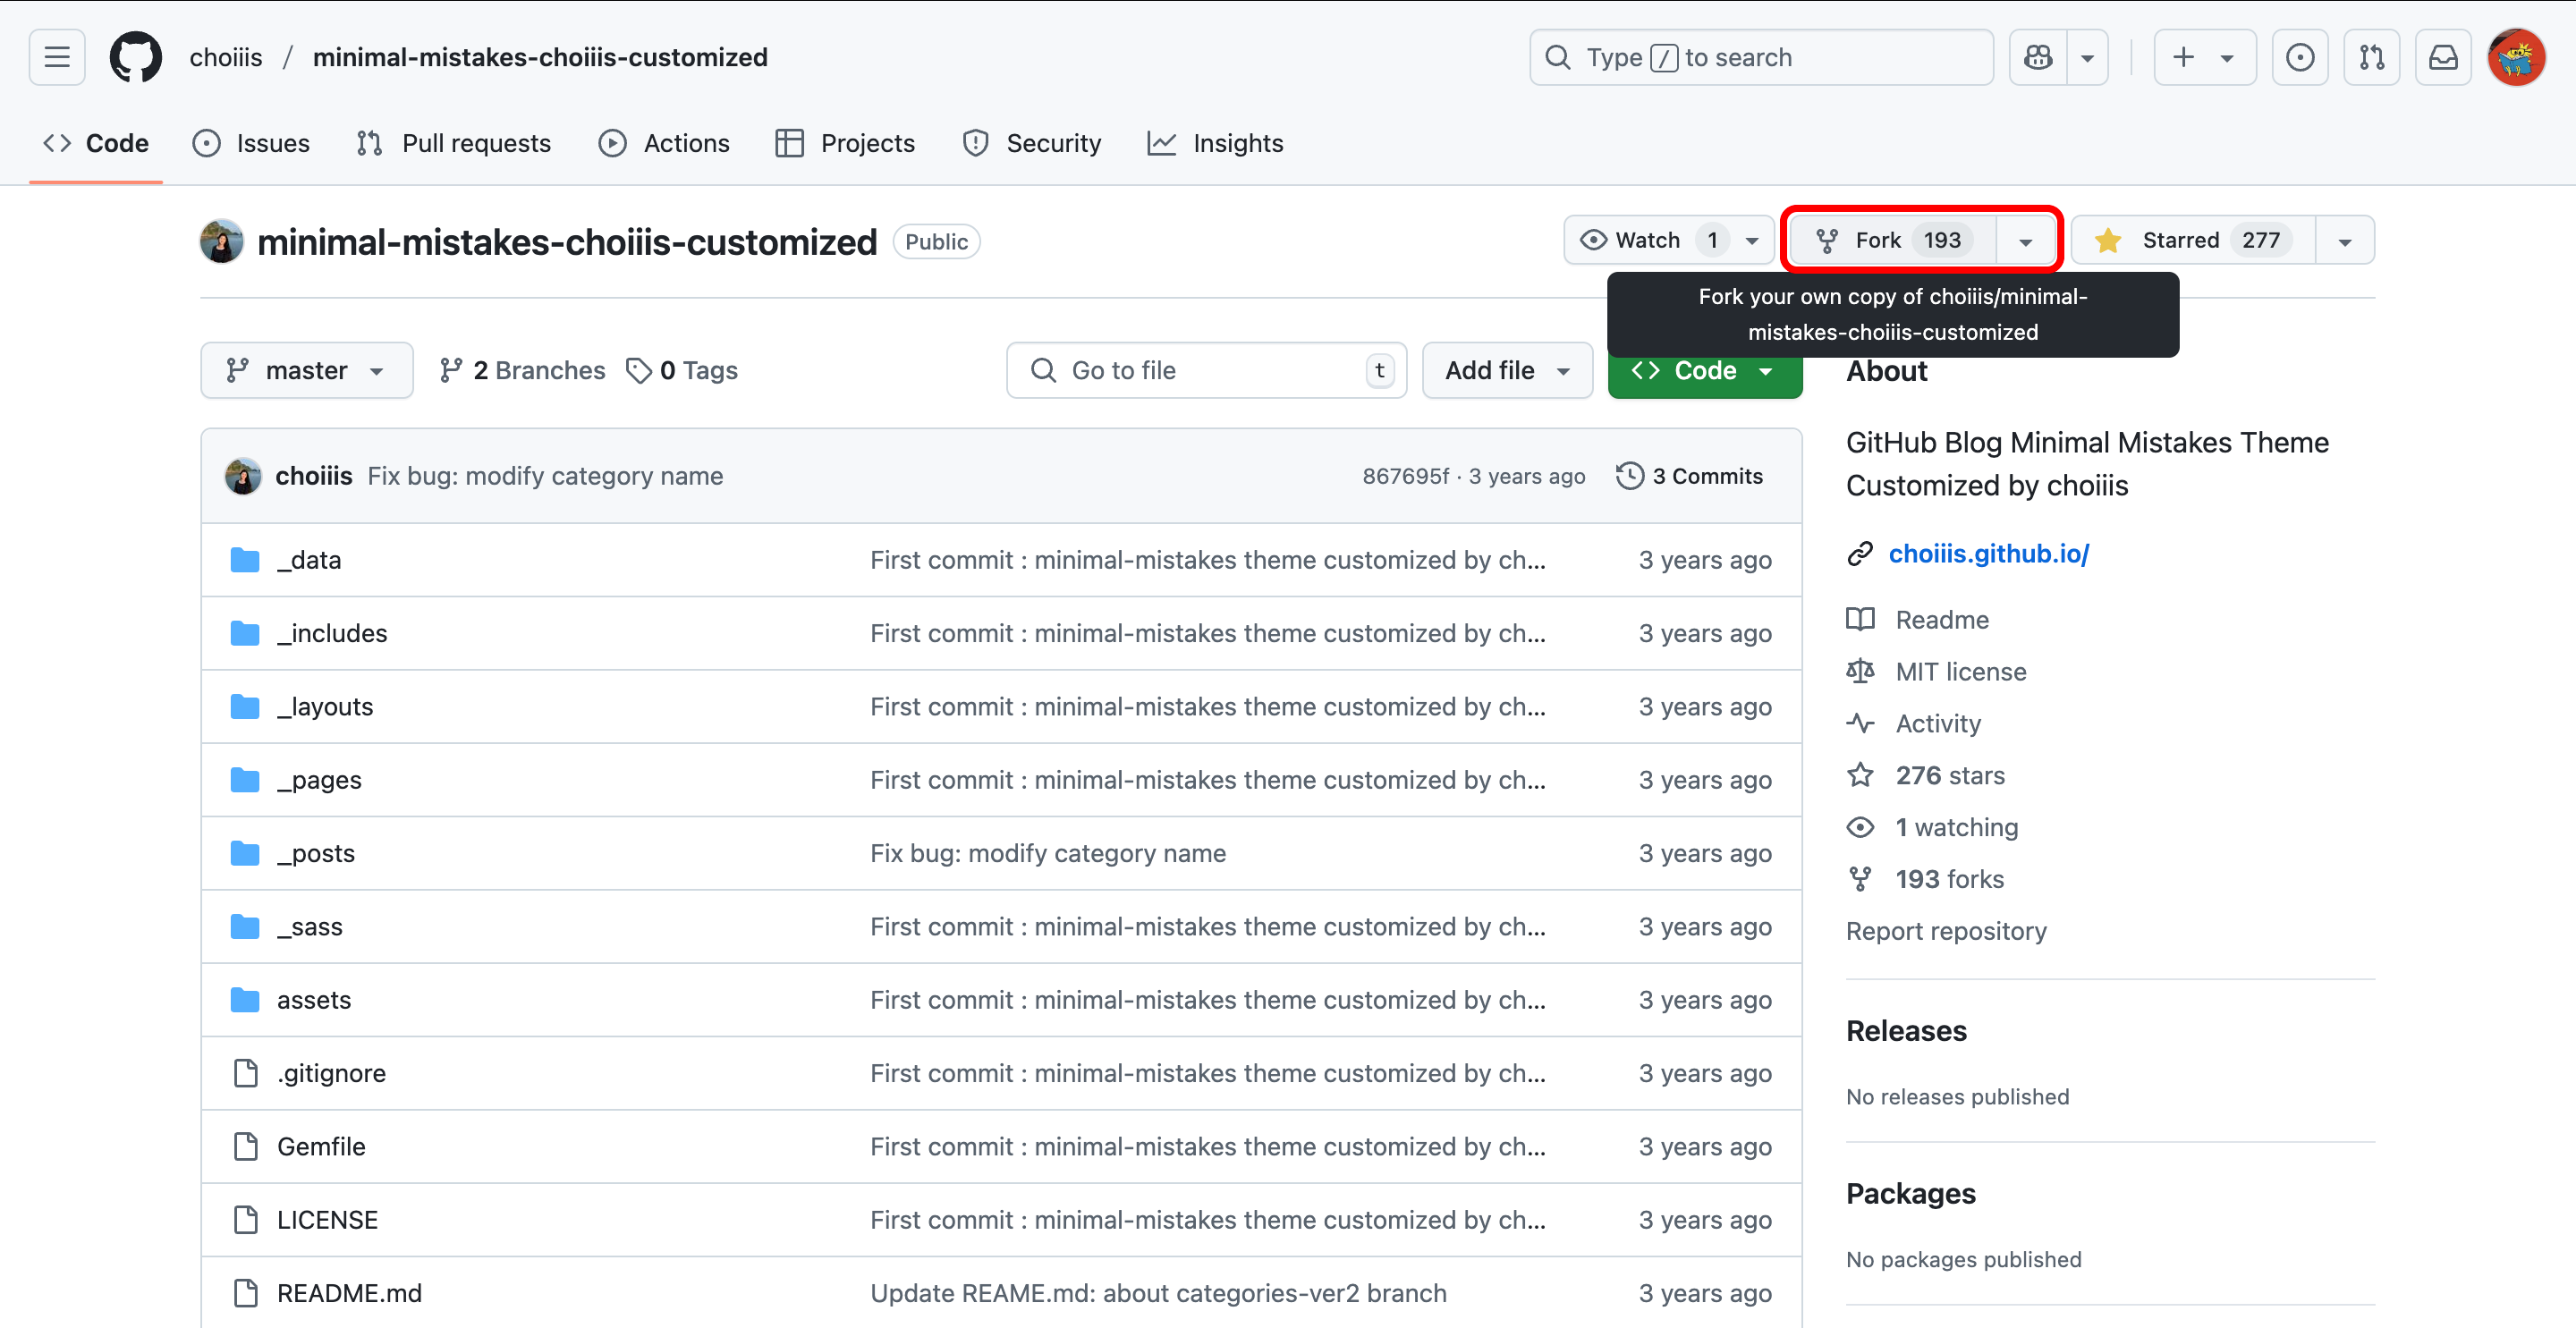 choiiis / minimal-mistakes-choiiis-customized
Type / to search
Code
Issues
Pull requests
Actions
Projects
Security
Insights
minimal-mistakes-choiiis-customized Public
Watch 1
Fork 193
Starred 277
Fork your own copy of choiiis/minimal-
mistakes-choiiis-customized
master
2 Branches
0 Tags
Go to file t
Add file
Code
choiiis Fix bug: modify category name 867695f · 3 years ago 3 Commits
_data First commit : minimal-mistakes theme customized by ch... 3 years ago
_includes First commit : minimal-mistakes theme customized by ch... 3 years ago
_layouts First commit : minimal-mistakes theme customized by ch... 3 years ago
_pages First commit : minimal-mistakes theme customized by ch... 3 years ago
_posts Fix bug: modify category name 3 years ago
_sass First commit : minimal-mistakes theme customized by ch... 3 years ago
assets First commit : minimal-mistakes theme customized by ch... 3 years ago
.gitignore First commit : minimal-mistakes theme customized by ch... 3 years ago
Gemfile First commit : minimal-mistakes theme customized by ch... 3 years ago
LICENSE First commit : minimal-mistakes theme customized by ch... 3 years ago
README.md Update REAME.md: about categories-ver2 branch 3 years ago
About
GitHub Blog Minimal Mistakes Theme
Customized by choiiis
choiiis.github.io/
Readme
MIT license
Activity
276 stars
1 watching
193 forks
Report repository
Releases
No releases published
Packages
No packages published